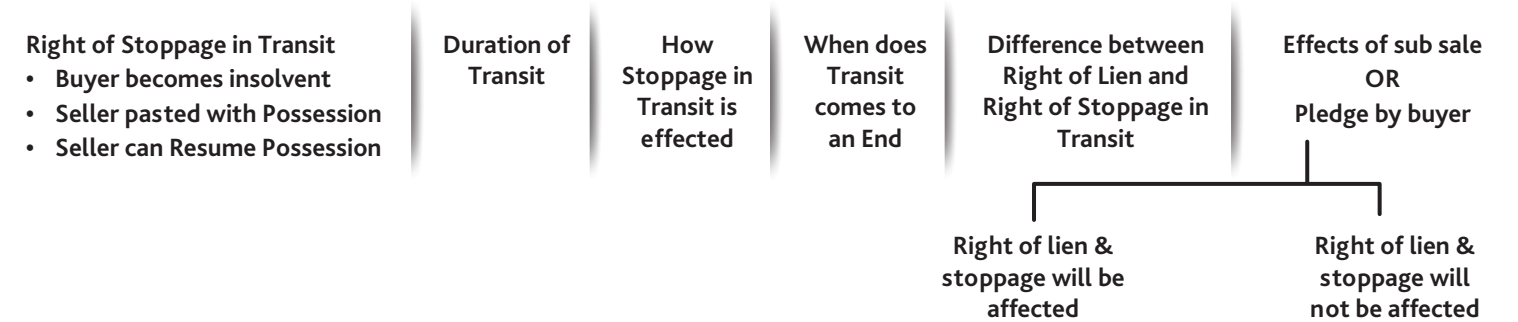 Right of Stoppage in Transit
• Buyer becomes insolvent
• Seller pasted with Possession
• Seller can Resume Possession
Duration of
Transit
How
Stoppage in
Transit is
effected
When does
Transit
comes to
an End
Difference between
Right of Lien and
Right of Stoppage in
Transit
Effects of sub sale
OR
Pledge by buyer
Right of lien &
stoppage will be
affected
Right of lien &
stoppage will
not be affected